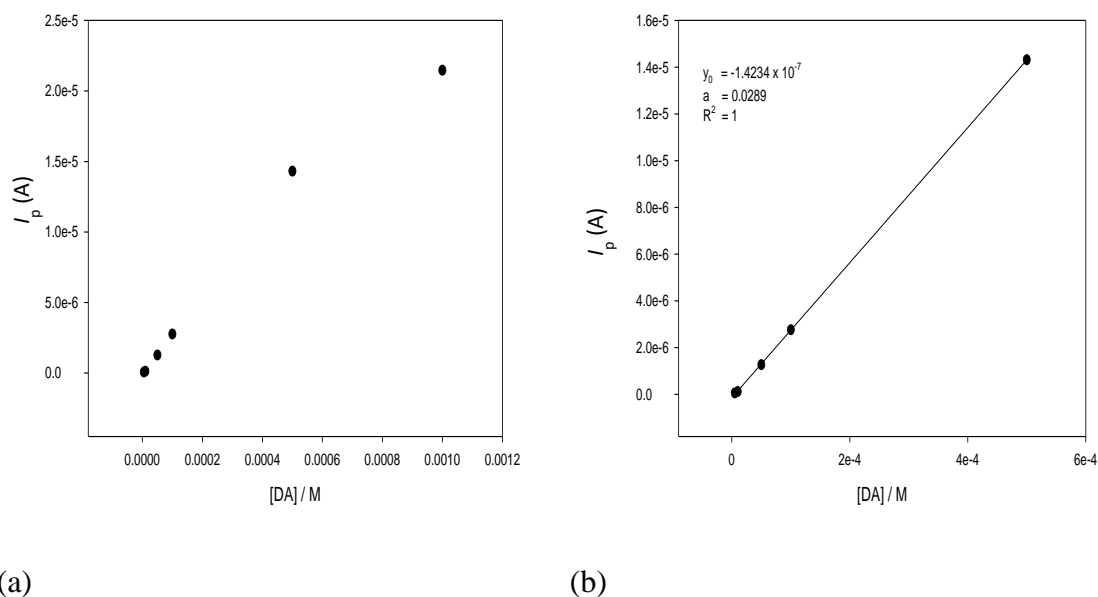 2.5e-5
2.0e-5
1.5e-5
1.0e-5
5.0e-6
0.0
I p (A)
0.0000 0.0002 0.0004 0.0006 0.0008 0.0010 0.0012
[DA] / M
(a)
1.6e-5
1.4e-5
1.2e-5
1.0e-5
8.0e-6
6.0e-6
4.0e-6
2.0e-6
0.0
I p (A)
y0 = -1.4234 x 10-7
a = 0.0289
R2 = 1
0 2e-4 4e-4 6e-4
[DA] / M
(b)